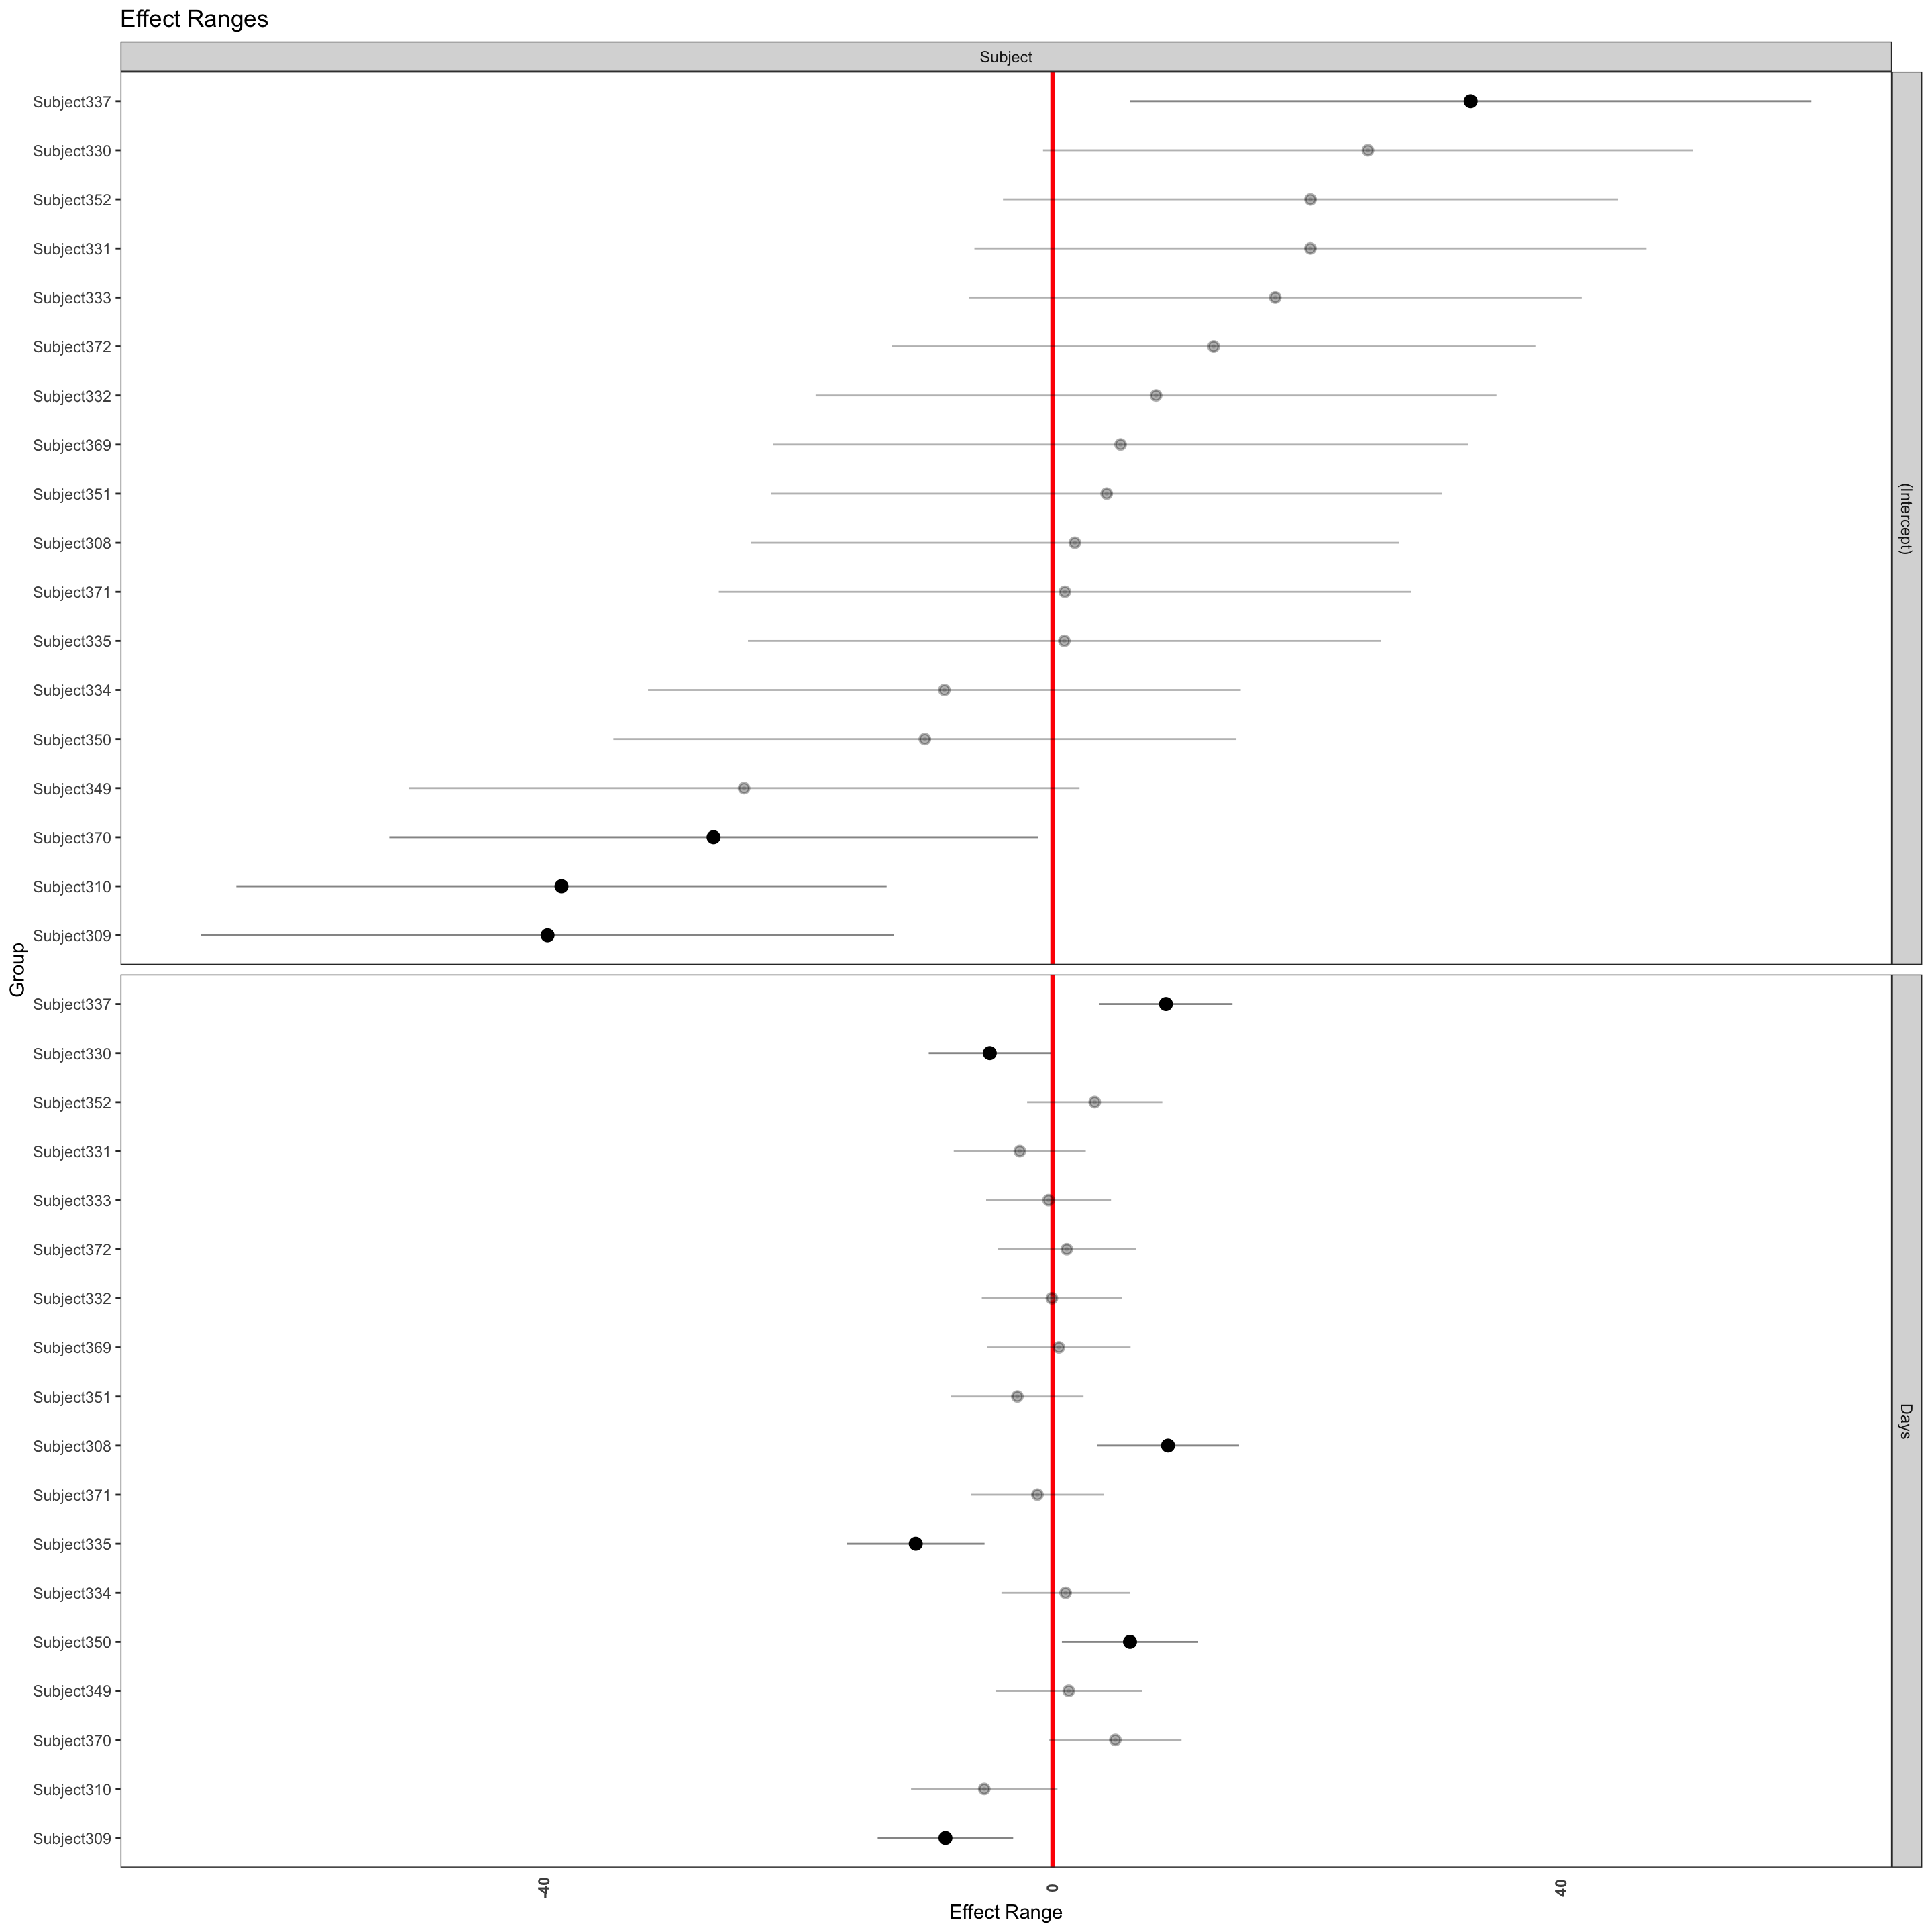 Effect Ranges
Subject
Subject337
Subject330
Subject352
Subject331
Subject333
Subject372
Subject332
Subject369
Subject351
Subject308
Subject371
Subject335
Subject334
Subject350
Subject349
Subject370
Subject310
Subject309
(Intercept)
Group
Subject337
Subject330
Subject352
Subject331
Subject333
Subject372
Subject332
Subject369
Subject351
Subject308
Subject371
Subject335
Subject334
Subject350
Subject349
Subject370
Subject310
Subject309
Days
-40
0
40
Effect Range